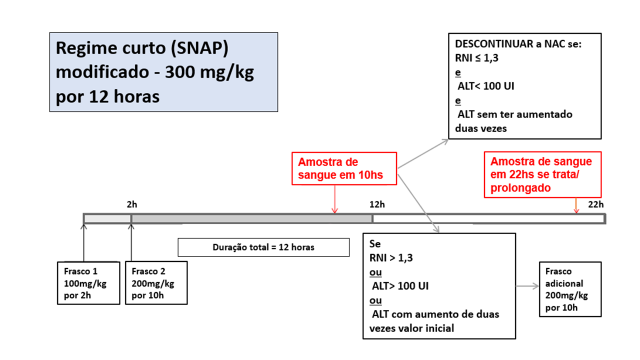 Regime curto (SNAP)
modificado - 300 mg/kg
por 12 horas
DESCONTINUAR a NAC se:
RNI ≤ 1,3
e
ALT< 100 UI
e
ALT sem ter aumentado
duas vezes
Amostra de
sangue em 10hs
Amostra de sangue
em 22hs se trata/
prolongado
2h
12h
22h
Duração total = 12 horas
Frasco 1
100mg/kg
por 2h
Frasco 2
200mg/kg
por 10h
Se
RNI > 1,3
ou
ALT> 100 UI
ou
ALT com aumento de duas
vezes valor inicial
Frasco
adicional
200mg/kg
por 10h